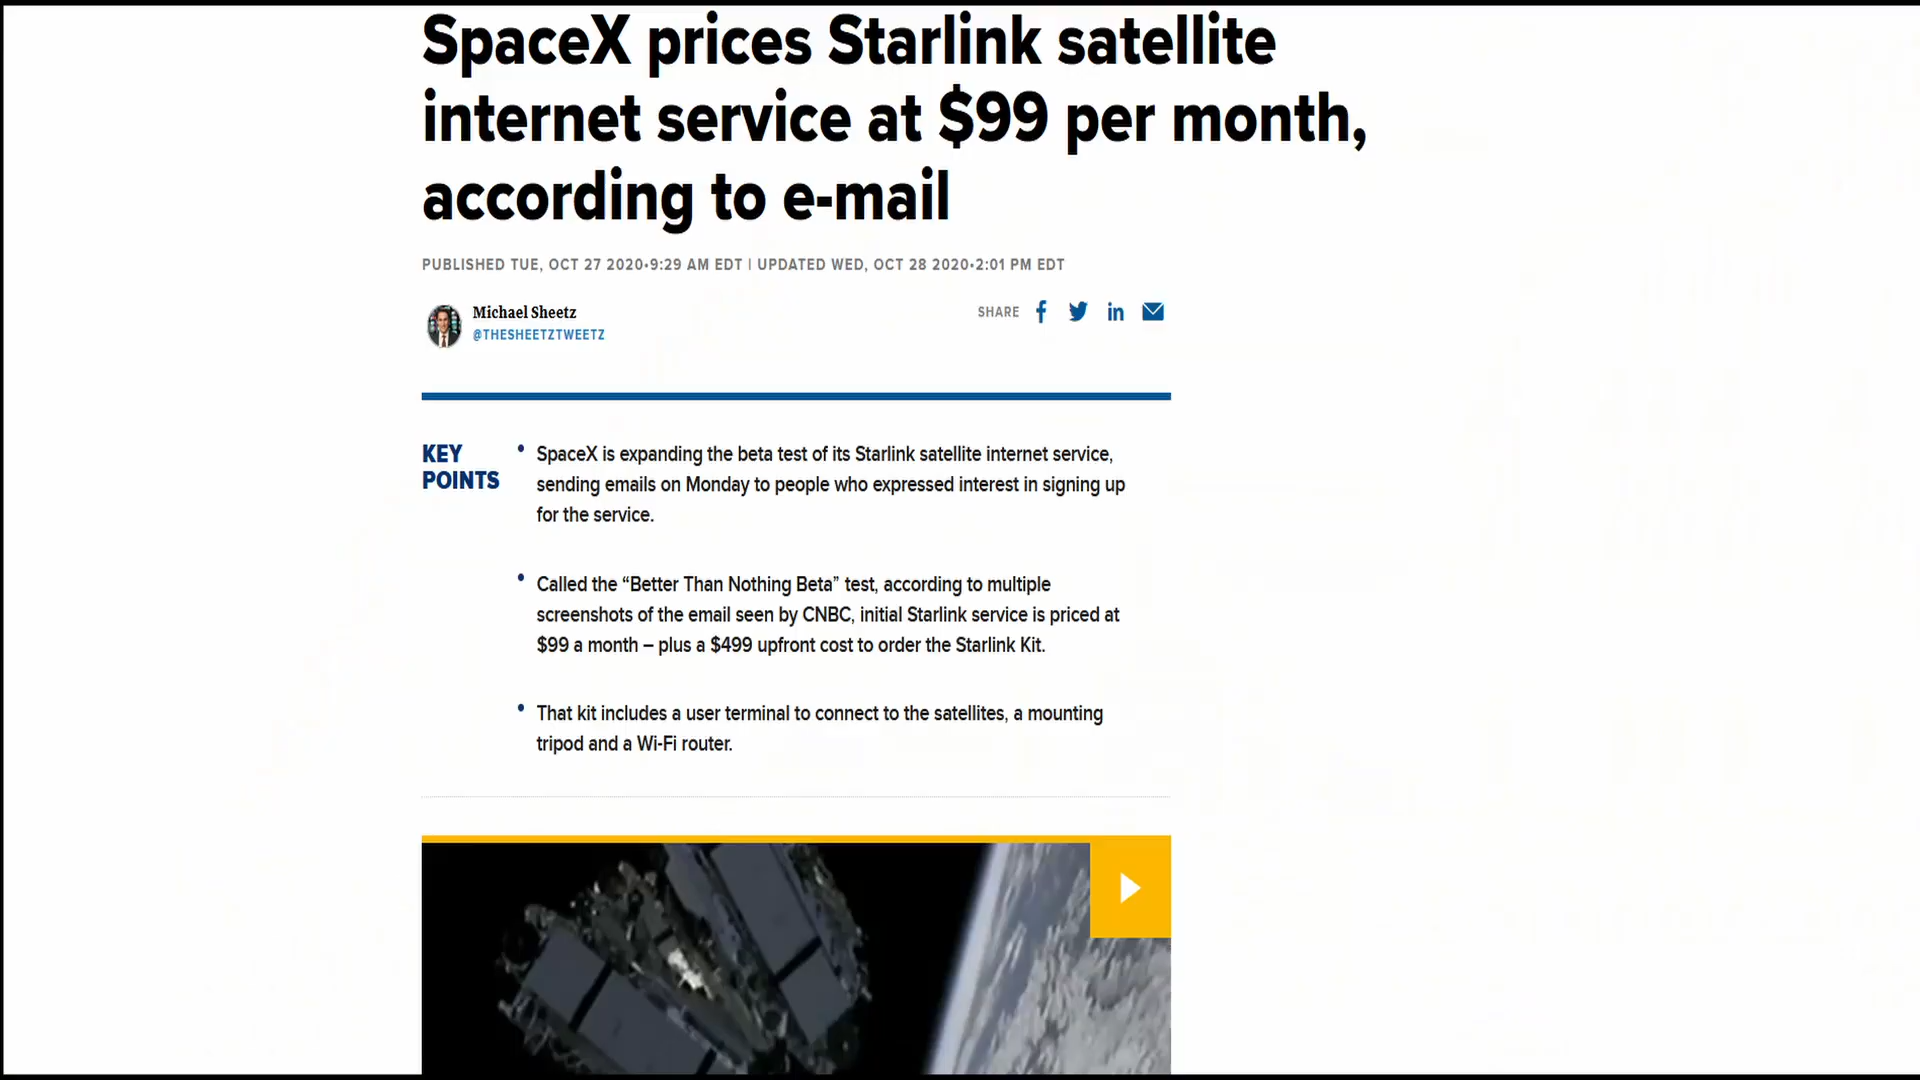 SpaceX prices Starlink satellite
internet service at $99 per month,
according to e-mail
PUBLISHED TUE, OCT 27 2020•9:29 AM EDT | UPDATED WED, OCT 28 2020•2:01 PM EDT
Michael Sheetz
@THESHEETZTWEETZ
SHARE
KEY
POINTS
• SpaceX is expanding the beta test of its Starlink satellite internet service,
sending emails on Monday to people who expressed interest in signing up
for the service.
• Called the “Better Than Nothing Beta” test, according to multiple
screenshots of the email seen by CNBC, initial Starlink service is priced at
$99 a month – plus a $499 upfront cost to order the Starlink Kit.
• That kit includes a user terminal to connect to the satellites, a mounting
tripod and a Wi-Fi router.